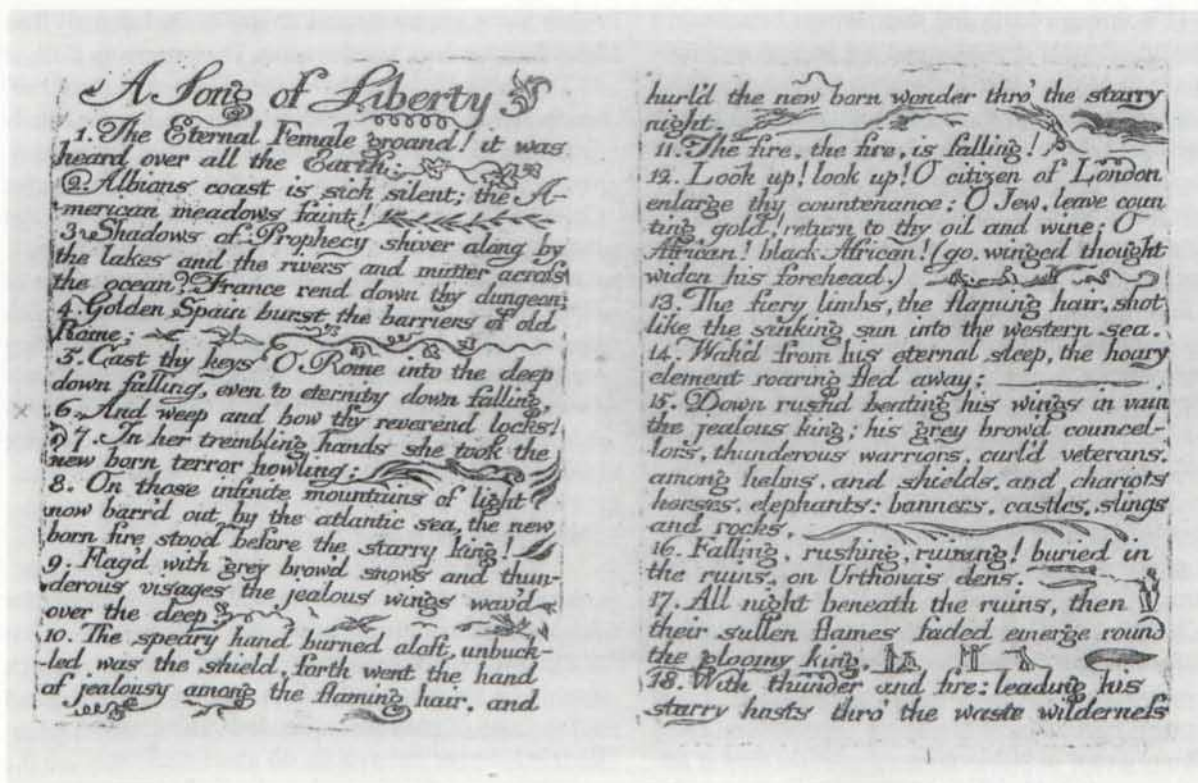 A Song of Liberty
1. The Eternal Female groand! it was
heard over all the Earth:
2. Albions coast is sick silent; the A-
merican meadows faint!
3. Shadows of Prophecy shiver along by
the lakes and the rivers and mutter across
the ocean? France rend down thy dungeon;
4. Golden Spain burst the barriers of old
Rome;
5. Cast thy keys O Rome into the deep
down falling, even to eternity down falling,
6. And weep and bow thy reverend locks!
7. In her trembling hands she took the
new born terror howling:
8. On those infinite mountains of light
now barr'd out by the atlantic sea, the new
born fire stood before the starry king!
9. Flag'd with grey brow'd snows and thun-
derous visages the jealous wings wav'd
over the deep
10. The speary hand burned aloft, unbuck-
-led was the shield, forth went the hand
of jealousy among the flaming hair, and
hurl'd the new born wonder thro' the starry
night.
11. The fire, the fire, is falling!
12. Look up! look up! O citizen of London
enlarge thy countenance: O Jew, leave coun
ting gold! return to thy oil and wine; O
African! black African! (go. winged thought
widen his forehead.)
13. The fiery limbs, the flaming hair, shot
like the sinking sun into the western sea.
14. Wak'd from his eternal sleep, the hoary
element roaring fled away:
15. Down rushd beating his wings in vain
the jealous king; his grey brow'd councel-
lors, thunderous warriors, curl'd veterans,
among helms, and shields, and chariots
horses, elephants: banners, castles, slings
and rocks,
16. Falling, rushing, ruining! buried in
the ruins, on Urthona's dens.
17. All night beneath the ruins, then
their sullen flames faded emerge round
the gloomy king,
18. With thunder and fire: leading his
starry hosts thro' the waste wilderness